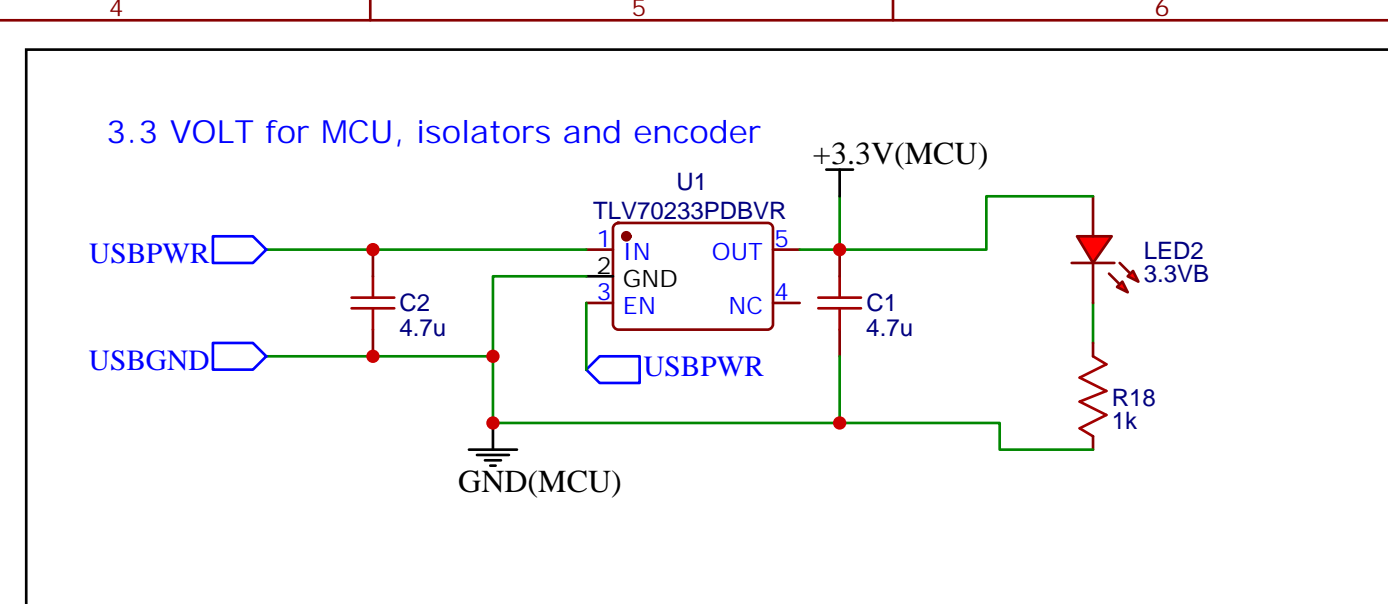 4 5 6
3.3 VOLT for MCU, isolators and encoder
+3.3V(MCU)
U1
TLV70233PDBVR
USBPWR
1 IN OUT 5
2 GND
3 EN NC 4
C2
4.7u
C1
4.7u
LED2
3.3VB
USBGND
USBPWR
R18
1k
GND(MCU)